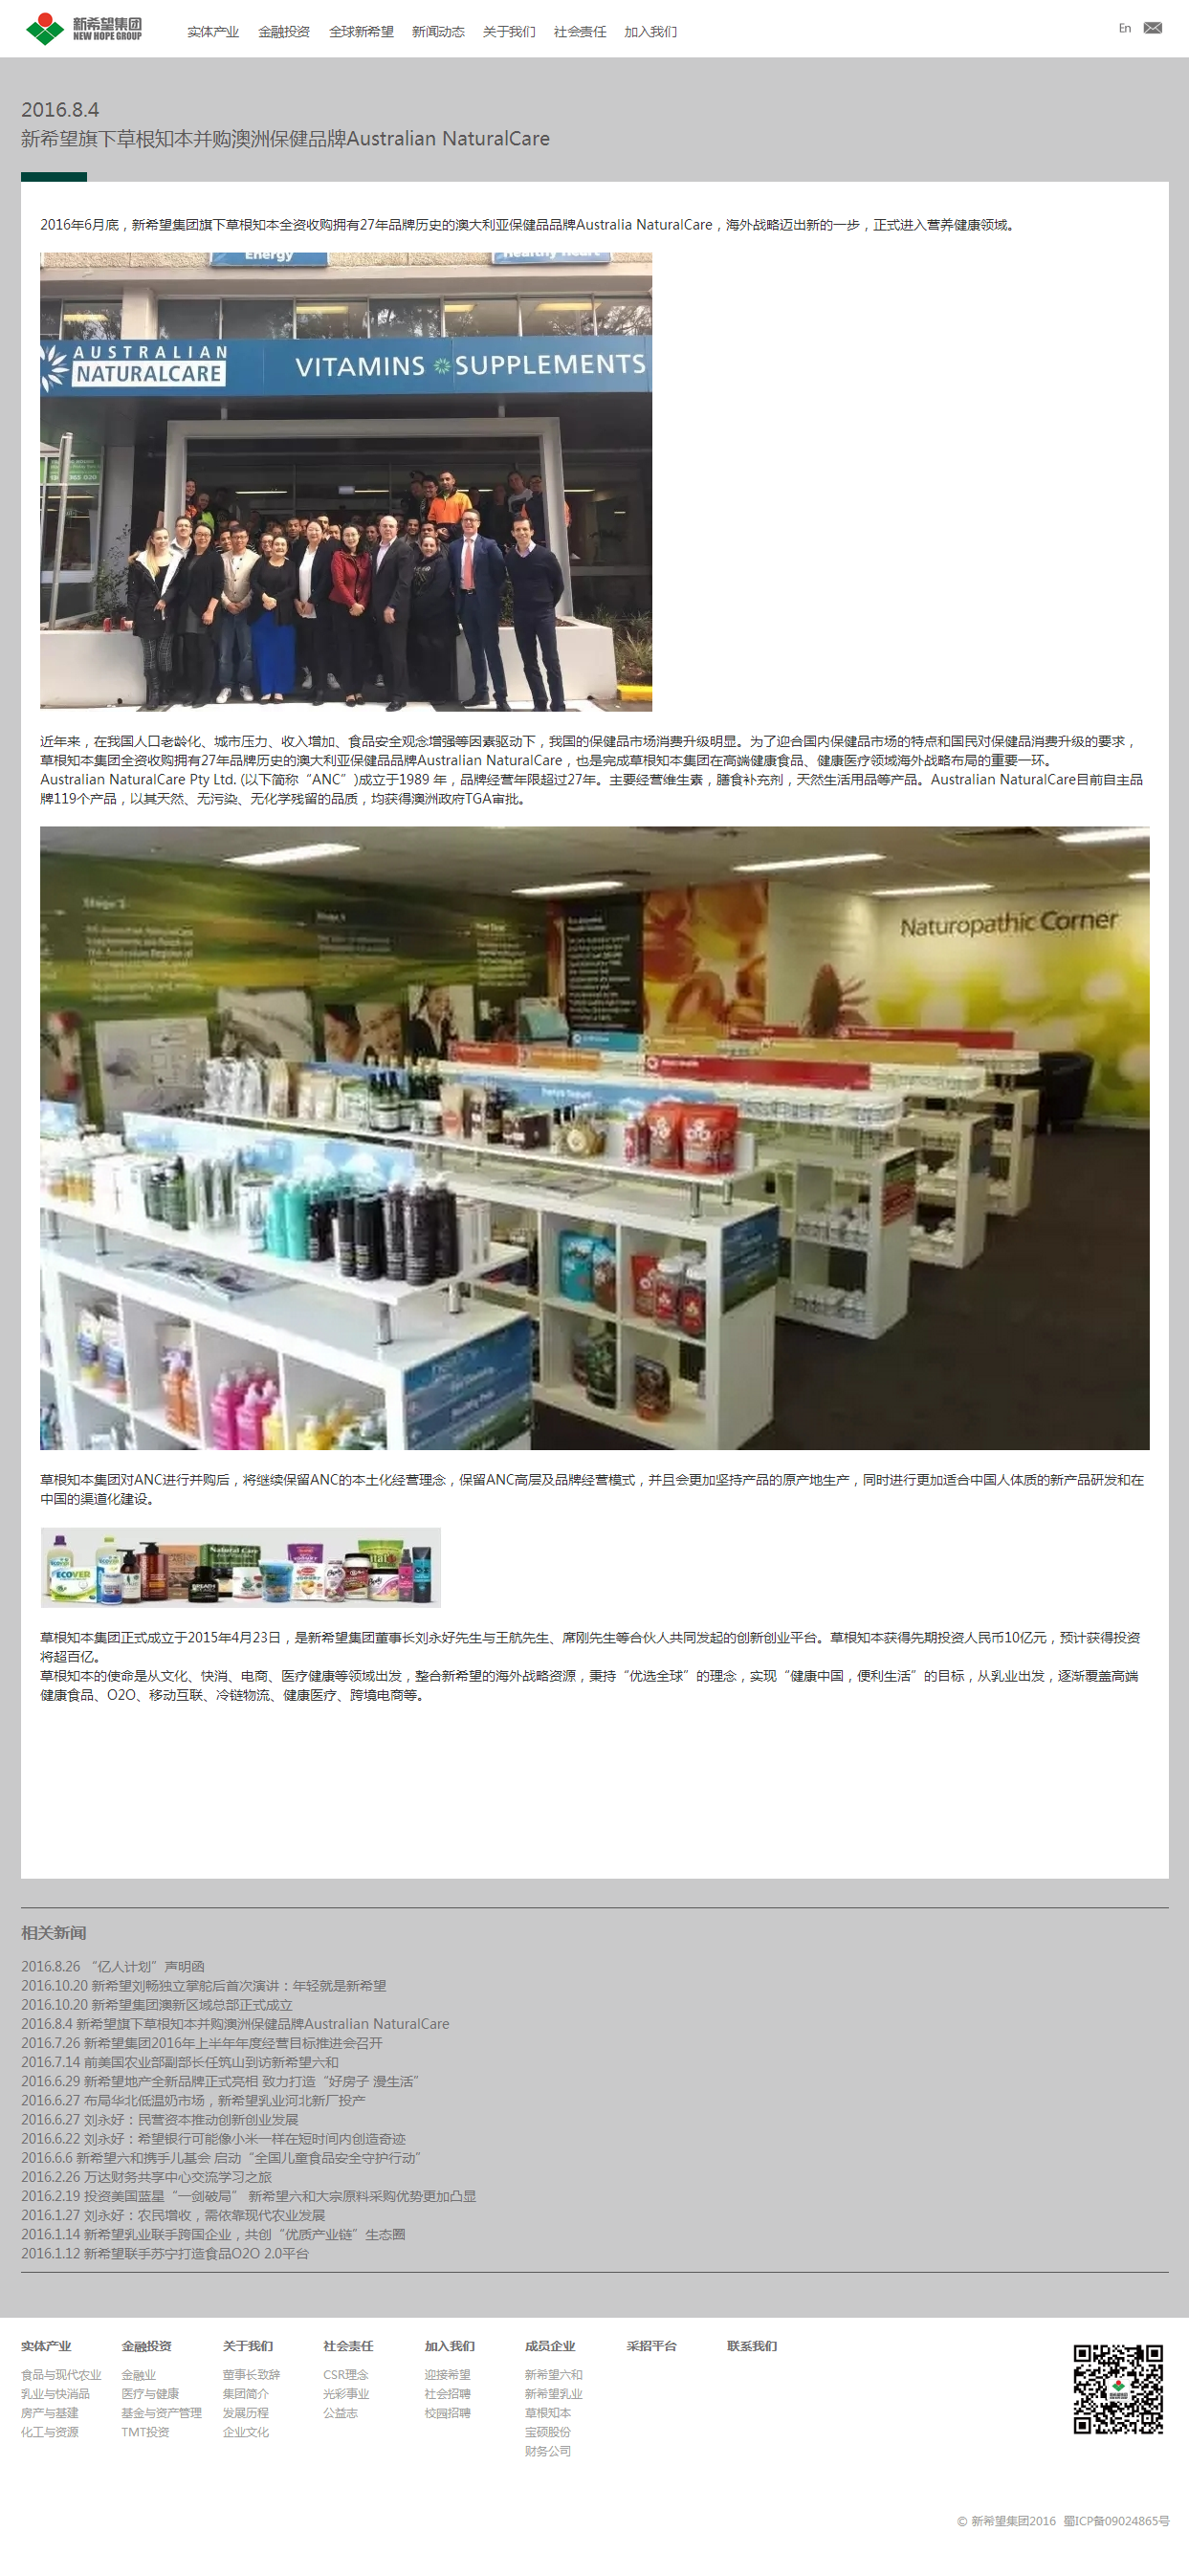 新希望集团
NEW HOPE GROUP
实体产业 金融投资 全球新希望 新闻动态 关于我们 社会责任 加入我们
En
2016.8.4
新希望旗下草根知本并购澳洲保健品牌Australian NaturalCare
2016年6月底，新希望集团旗下草根知本全资收购拥有27年品牌历史的澳大利亚保健品品牌Australia NaturalCare，海外战略迈出新的一步，正式进入营养健康领域。
Energy
Healthy Heart
AUSTRALIAN
NATURALCARE
VITAMINS SUPPLEMENTS
近年来，在我国人口老龄化、城市压力、收入增加、食品安全观念增强等因素驱动下，我国的保健品市场消费升级明显。为了迎合国内保健品市场的特点和国民对保健品消费升级的要求，
草根知本集团全资收购拥有27年品牌历史的澳大利亚保健品品牌Australian NaturalCare，也是完成草根知本集团在高端健康食品、健康医疗领域海外战略布局的重要一环。
Australian NaturalCare Pty Ltd. (以下简称“ANC”)成立于1989 年，品牌经营年限超过27年。主要经营维生素，膳食补充剂，天然生活用品等产品。Australian NaturalCare目前自主品
牌119个产品，以其天然、无污染、无化学残留的品质，均获得澳洲政府TGA审批。
Naturopathic Corner
草根知本集团对ANC进行并购后，将继续保留ANC的本土化经营理念，保留ANC高层及品牌经营模式，并且会更加坚持产品的原产地生产，同时进行更加适合中国人体质的新产品研发和在
中国的渠道化建设。
ECOVER
Natural Care
BREATH
草根知本集团正式成立于2015年4月23日，是新希望集团董事长刘永好先生与王航先生、席刚先生等合伙人共同发起的创新创业平台。草根知本获得先期投资人民币10亿元，预计获得投资
将超百亿。
草根知本的使命是从文化、快消、电商、医疗健康等领域出发，整合新希望的海外战略资源，秉持“优选全球”的理念，实现“健康中国，便利生活”的目标，从乳业出发，逐渐覆盖高端
健康食品、O2O、移动互联、冷链物流、健康医疗、跨境电商等。
相关新闻
2016.8.26 “亿人计划”声明函
2016.10.20 新希望刘畅独立掌舵后首次演讲：年轻就是新希望
2016.10.20 新希望集团澳新区域总部正式成立
2016.8.4 新希望旗下草根知本并购澳洲保健品牌Australian NaturalCare
2016.7.26 新希望集团2016年上半年年度经营目标推进会召开
2016.7.14 前美国农业部副部长任筑山到访新希望六和
2016.6.29 新希望地产全新品牌正式亮相 致力打造“好房子 漫生活”
2016.6.27 布局华北低温奶市场，新希望乳业河北新厂投产
2016.6.27 刘永好：民营资本推动创新创业发展
2016.6.22 刘永好：希望银行可能像小米一样在短时间内创造奇迹
2016.6.6 新希望六和携手儿基会 启动“全国儿童食品安全守护行动”
2016.2.26 万达财务共享中心交流学习之旅
2016.2.19 投资美国蓝星“一剑破局” 新希望六和大宗原料采购优势更加凸显
2016.1.27 刘永好：农民增收，需依靠现代农业发展
2016.1.14 新希望乳业联手跨国企业，共创“优质产业链”生态圈
2016.1.12 新希望联手苏宁打造食品O2O 2.0平台
实体产业 金融投资 关于我们 社会责任 加入我们 成员企业 采招平台 联系我们
食品与现代农业 金融业 董事长致辞 CSR理念 迎接希望 新希望六和
乳业与快消品 医疗与健康 集团简介 光彩事业 社会招聘 新希望乳业
房产与基建 基金与资产管理 发展历程 公益志 校园招聘 草根知本
化工与资源 TMT投资 企业文化 宝硕股份
财务公司
© 新希望集团2016 蜀ICP备09024865号